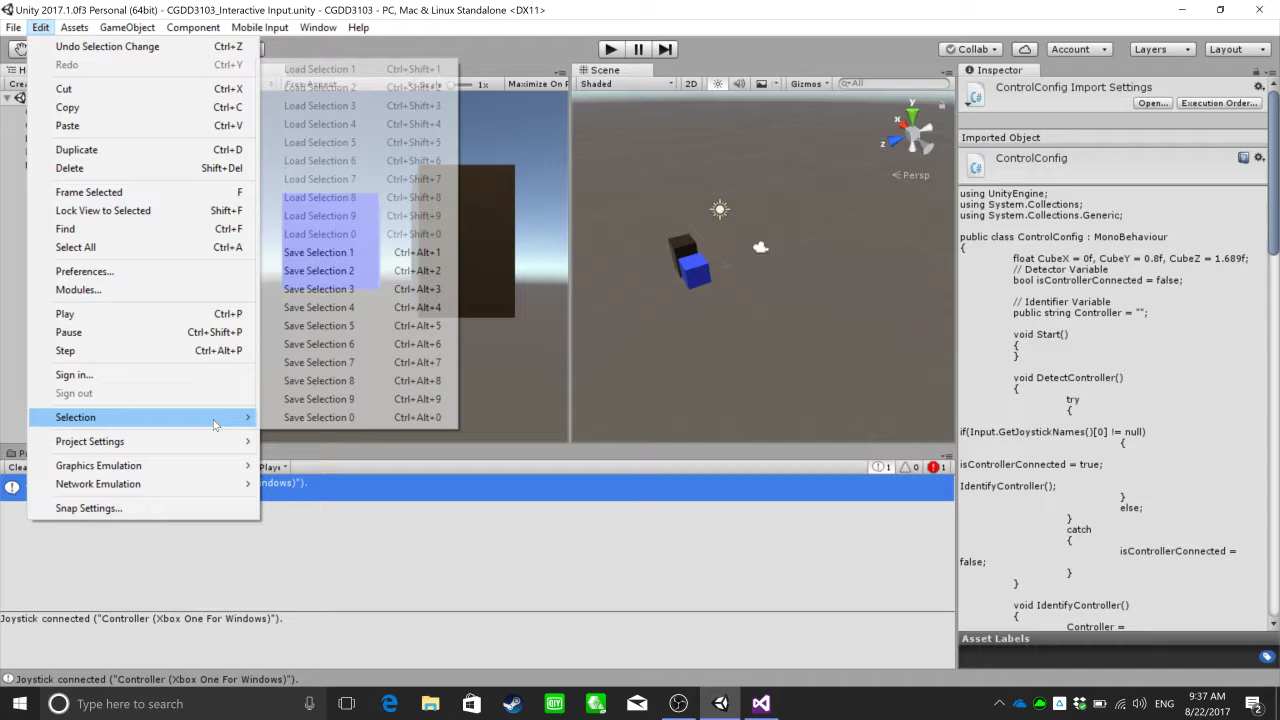 Unity 2017.1.0f3 Personal (64bit) - CGDD3103_Interactive Input.unity - CGDD3103 - PC, Mac & Linux Standalone <DX11>
File Edit Assets GameObject Component Mobile Input Window Help
Collab Account Layers Layout
Undo Selection Change Ctrl+Z
Redo Ctrl+Y
Cut Ctrl+X
Copy Ctrl+C
Paste Ctrl+V
Duplicate Ctrl+D
Delete Shift+Del
Frame Selected F
Lock View to Selected Shift+F
Find Ctrl+F
Select All Ctrl+A
Preferences...
Modules...
Play Ctrl+P
Pause Ctrl+Shift+P
Step Ctrl+Alt+P
Sign in...
Sign out
Selection
Project Settings
Graphics Emulation
Network Emulation
Snap Settings...
Load Selection 1 Ctrl+Shift+1
Load Selection 2 Ctrl+Shift+2
Load Selection 3 Ctrl+Shift+3
Load Selection 4 Ctrl+Shift+4
Load Selection 5 Ctrl+Shift+5
Load Selection 6 Ctrl+Shift+6
Load Selection 7 Ctrl+Shift+7
Load Selection 8 Ctrl+Shift+8
Load Selection 9 Ctrl+Shift+9
Load Selection 0 Ctrl+Shift+0
Save Selection 1 Ctrl+Alt+1
Save Selection 2 Ctrl+Alt+2
Save Selection 3 Ctrl+Alt+3
Save Selection 4 Ctrl+Alt+4
Save Selection 5 Ctrl+Alt+5
Save Selection 6 Ctrl+Alt+6
Save Selection 7 Ctrl+Alt+7
Save Selection 8 Ctrl+Alt+8
Save Selection 9 Ctrl+Alt+9
Save Selection 0 Ctrl+Alt+0
1x Maximize On P
Scene
Shaded 2D Gizmos All
y
x
z
Persp
Inspector
ControlConfig Import Settings
Open... Execution Order...
Imported Object
ControlConfig
using UnityEngine;
using System.Collections;
using System.Collections.Generic;
public class ControlConfig : MonoBehaviour
float CubeX = 0f, CubeY = 0.8f, CubeZ = 1.689f;
// Detector Variable
bool isControllerConnected = false;
// Identifier Variable
public string Controller = "";
void Start()
{
}
void DetectController()
{
try
{
if(Input.GetJoystickNames()[0] != null)
{
isControllerConnected = true;
IdentifyController();
}
else;
}
catch
{
isControllerConnected =
false;
}
}
void IdentifyController()
{
Controller =
Asset Labels
1 0 1
ndows)").
Joystick connected ("Controller (Xbox One For Windows)").
Joystick connected ("Controller (Xbox One For Windows)").
Type here to search
ENG
9:37 AM
8/22/2017
2